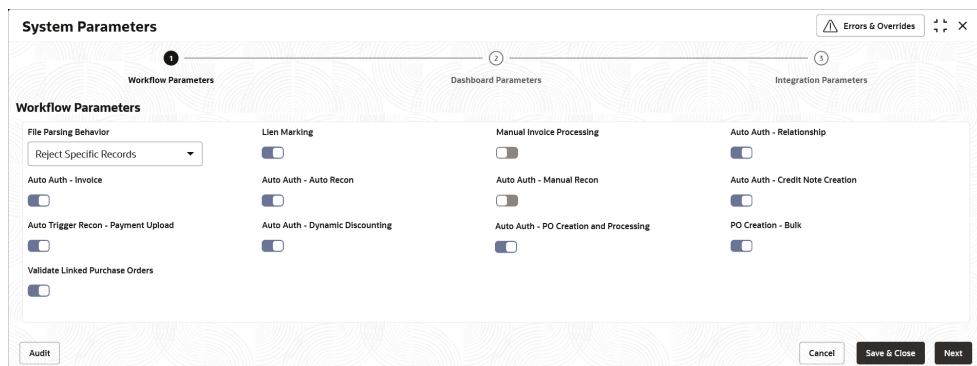 System Parameters
Errors & Overrides
1
2
3
Workflow Parameters
Dashboard Parameters
Integration Parameters
Workflow Parameters
File Parsing Behavior
Lien Marking
Manual Invoice Processing
Auto Auth - Relationship
Reject Specific Records
Auto Auth - Invoice
Auto Auth - Auto Recon
Auto Auth - Manual Recon
Auto Auth - Credit Note Creation
Auto Trigger Recon - Payment Upload
Auto Auth - Dynamic Discounting
Auto Auth - PO Creation and Processing
PO Creation - Bulk
Validate Linked Purchase Orders
Audit
Cancel
Save & Close
Next